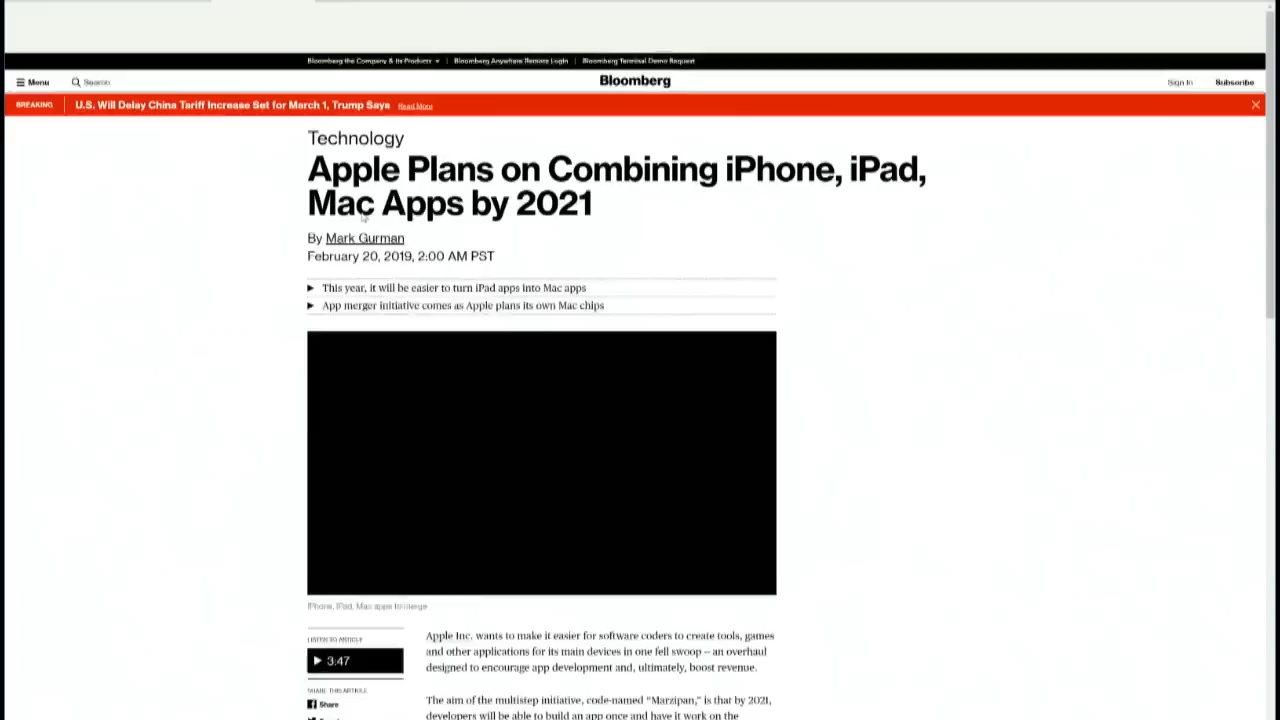 Bloomberg the Company & Its Products ▾ | Bloomberg Anywhere Remote Login | Bloomberg Terminal Demo Request
Menu Search Bloomberg Sign In Subscribe
BREAKING U.S. Will Delay China Tariff Increase Set for March 1, Trump Says Read More
Technology
Apple Plans on Combining iPhone, iPad,
Mac Apps by 2021
By Mark Gurman
February 20, 2019, 2:00 AM PST
This year, it will be easier to turn iPad apps into Mac apps
App merger initiative comes as Apple plans its own Mac chips
iPhone, iPad, Mac apps to merge
LISTEN TO ARTICLE
3:47
SHARE THIS ARTICLE
Share
Apple Inc. wants to make it easier for software coders to create tools, games
and other applications for its main devices in one fell swoop – an overhaul
designed to encourage app development and, ultimately, boost revenue.
The aim of the multistep initiative, code-named "Marzipan," is that by 2021,
developers will be able to build an app once and have it work on the